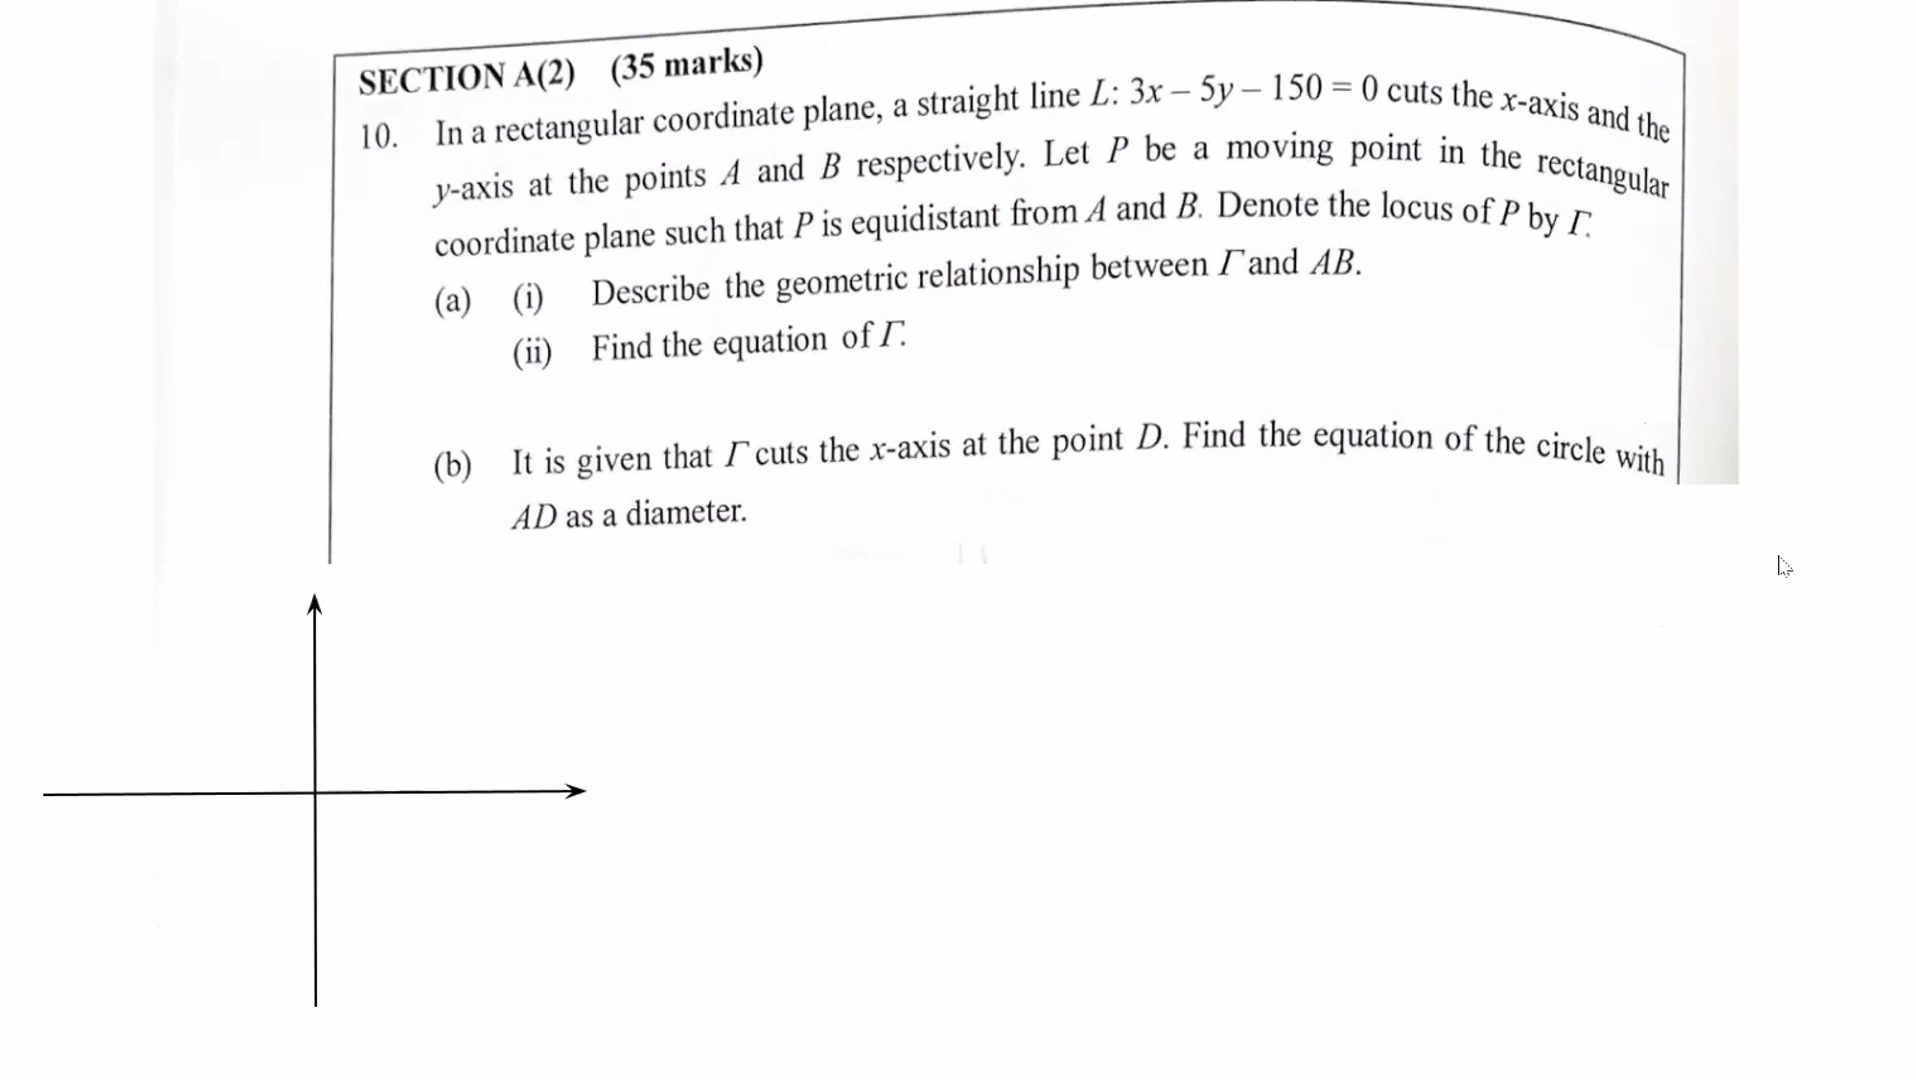 SECTION A(2) (35 marks)
10. In a rectangular coordinate plane, a straight line L: 3x – 5y – 150 = 0 cuts the x-axis and the
y-axis at the points A and B respectively. Let P be a moving point in the rectangular
coordinate plane such that P is equidistant from A and B. Denote the locus of P by Γ.
(a) (i) Describe the geometric relationship between Γ and AB.
(ii) Find the equation of Γ.
(b) It is given that Γ cuts the x-axis at the point D. Find the equation of the circle with
AD as a diameter.